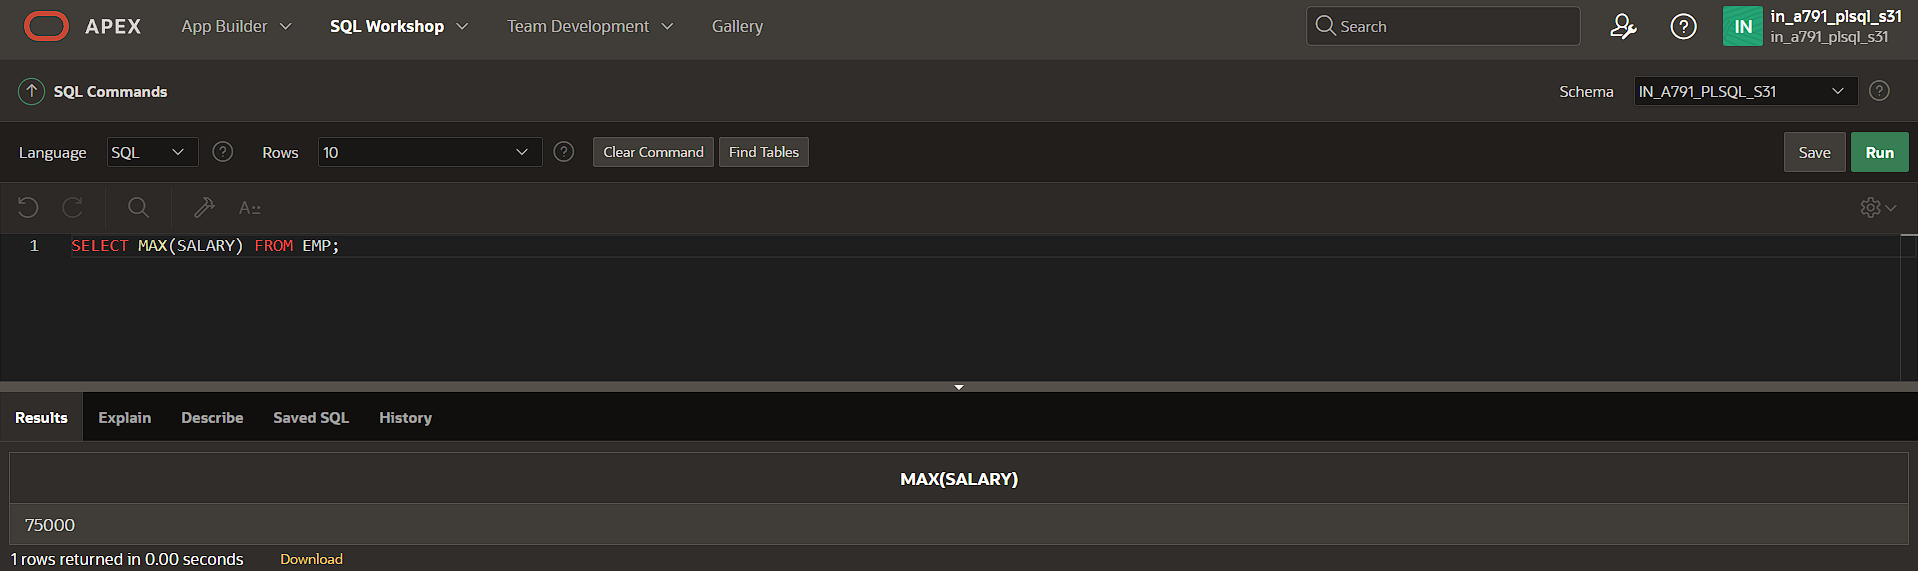 APEX App Builder SQL Workshop Team Development Gallery Search IN in_a791_plsql_s31
in_a791_plsql_s31
SQL Commands Schema IN_A791_PLSQL_S31
Language SQL Rows 10 Clear Command Find Tables Save Run
A
1 SELECT MAX(SALARY) FROM EMP;
Results Explain Describe Saved SQL History
MAX(SALARY)
75000
1 rows returned in 0.00 seconds Download